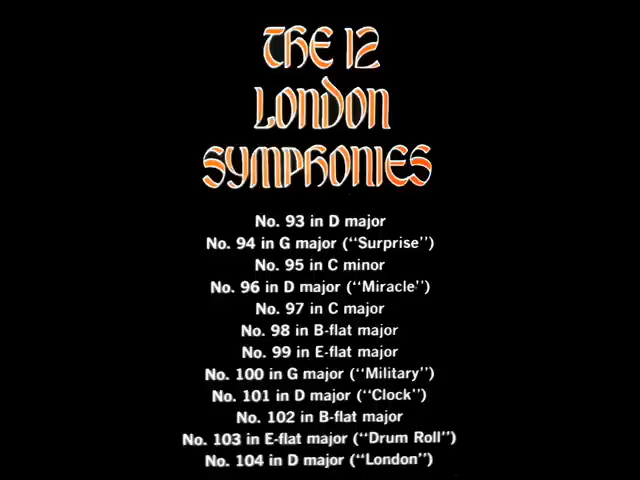 THE 12
LONDON
SYMPHONIES
No. 93 in D major
No. 94 in G major (“Surprise”)
No. 95 in C minor
No. 96 in D major (“Miracle”)
No. 97 in C major
No. 98 in B-flat major
No. 99 in E-flat major
No. 100 in G major (“Military”)
No. 101 in D major (“Clock”)
No. 102 in B-flat major
No. 103 in E-flat major (“Drum Roll”)
No. 104 in D major (“London”)